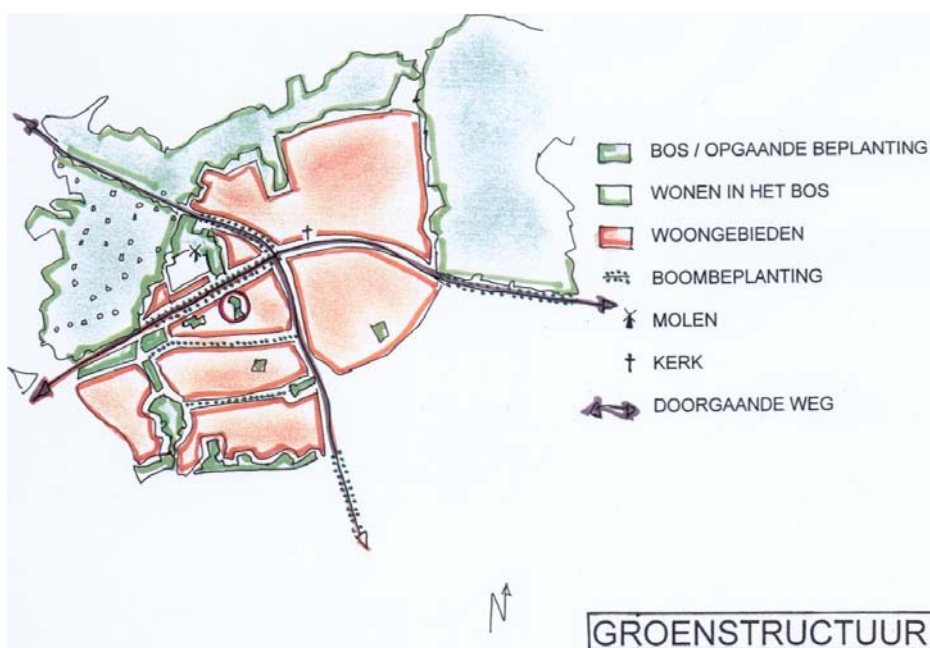 BOS / OPGAANDE BEPLANTING
WONEN IN HET BOS
WOONGEBIEDEN
BOOMBEPLANTING
MOLEN
KERK
DOORGAANDE WEG
N
GROENSTRUCTUUR